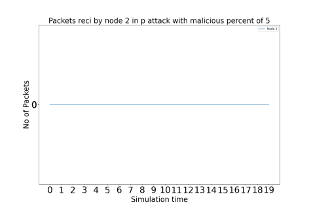 Packets reci by node 2 in p attack with malicious percent of 5
Node 2
No of Packets
0
0 1 2 3 4 5 6 7 8 9 10 11 12 13 14 15 16 17 18 19
Simulation time